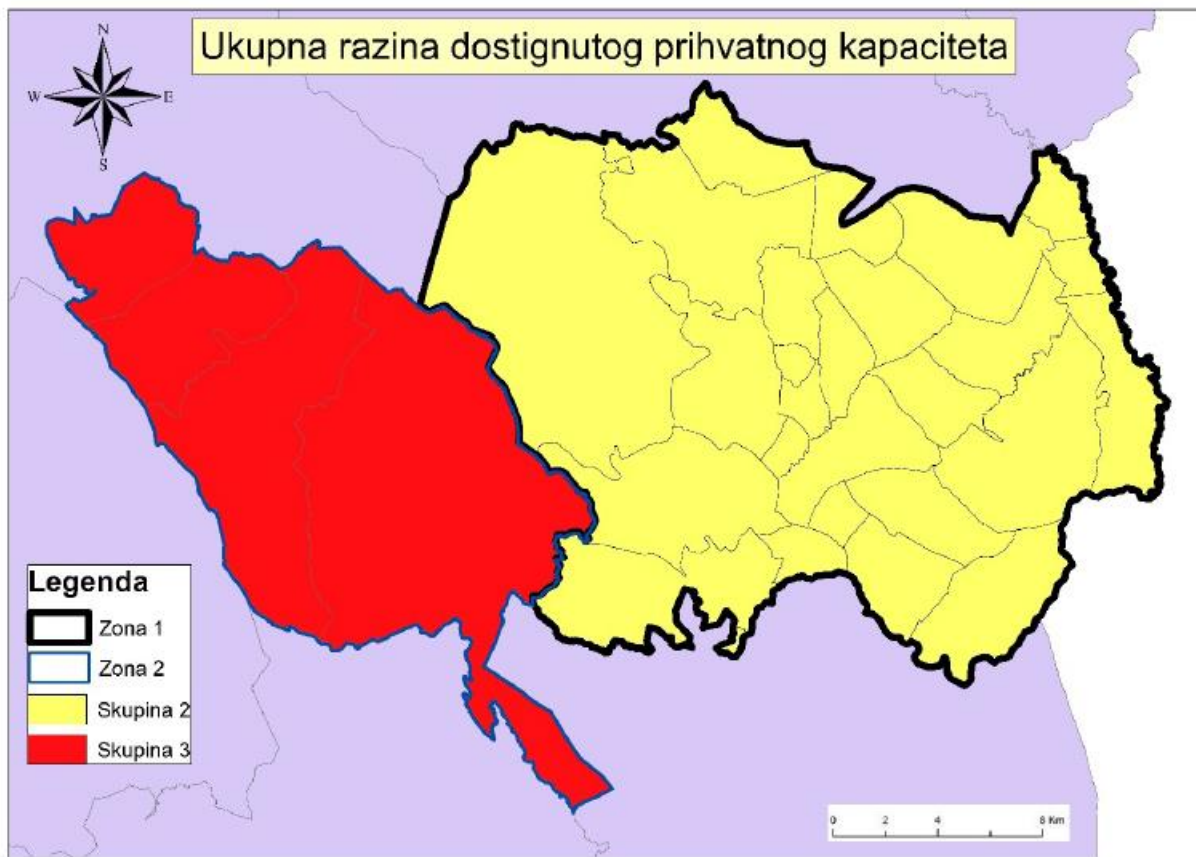 Ukupna razina dostignutog prihvatnog kapaciteta
N
W E
S
Legenda
Zona 1
Zona 2
Skupina 2
Skupina 3
0 2 4 8 Km